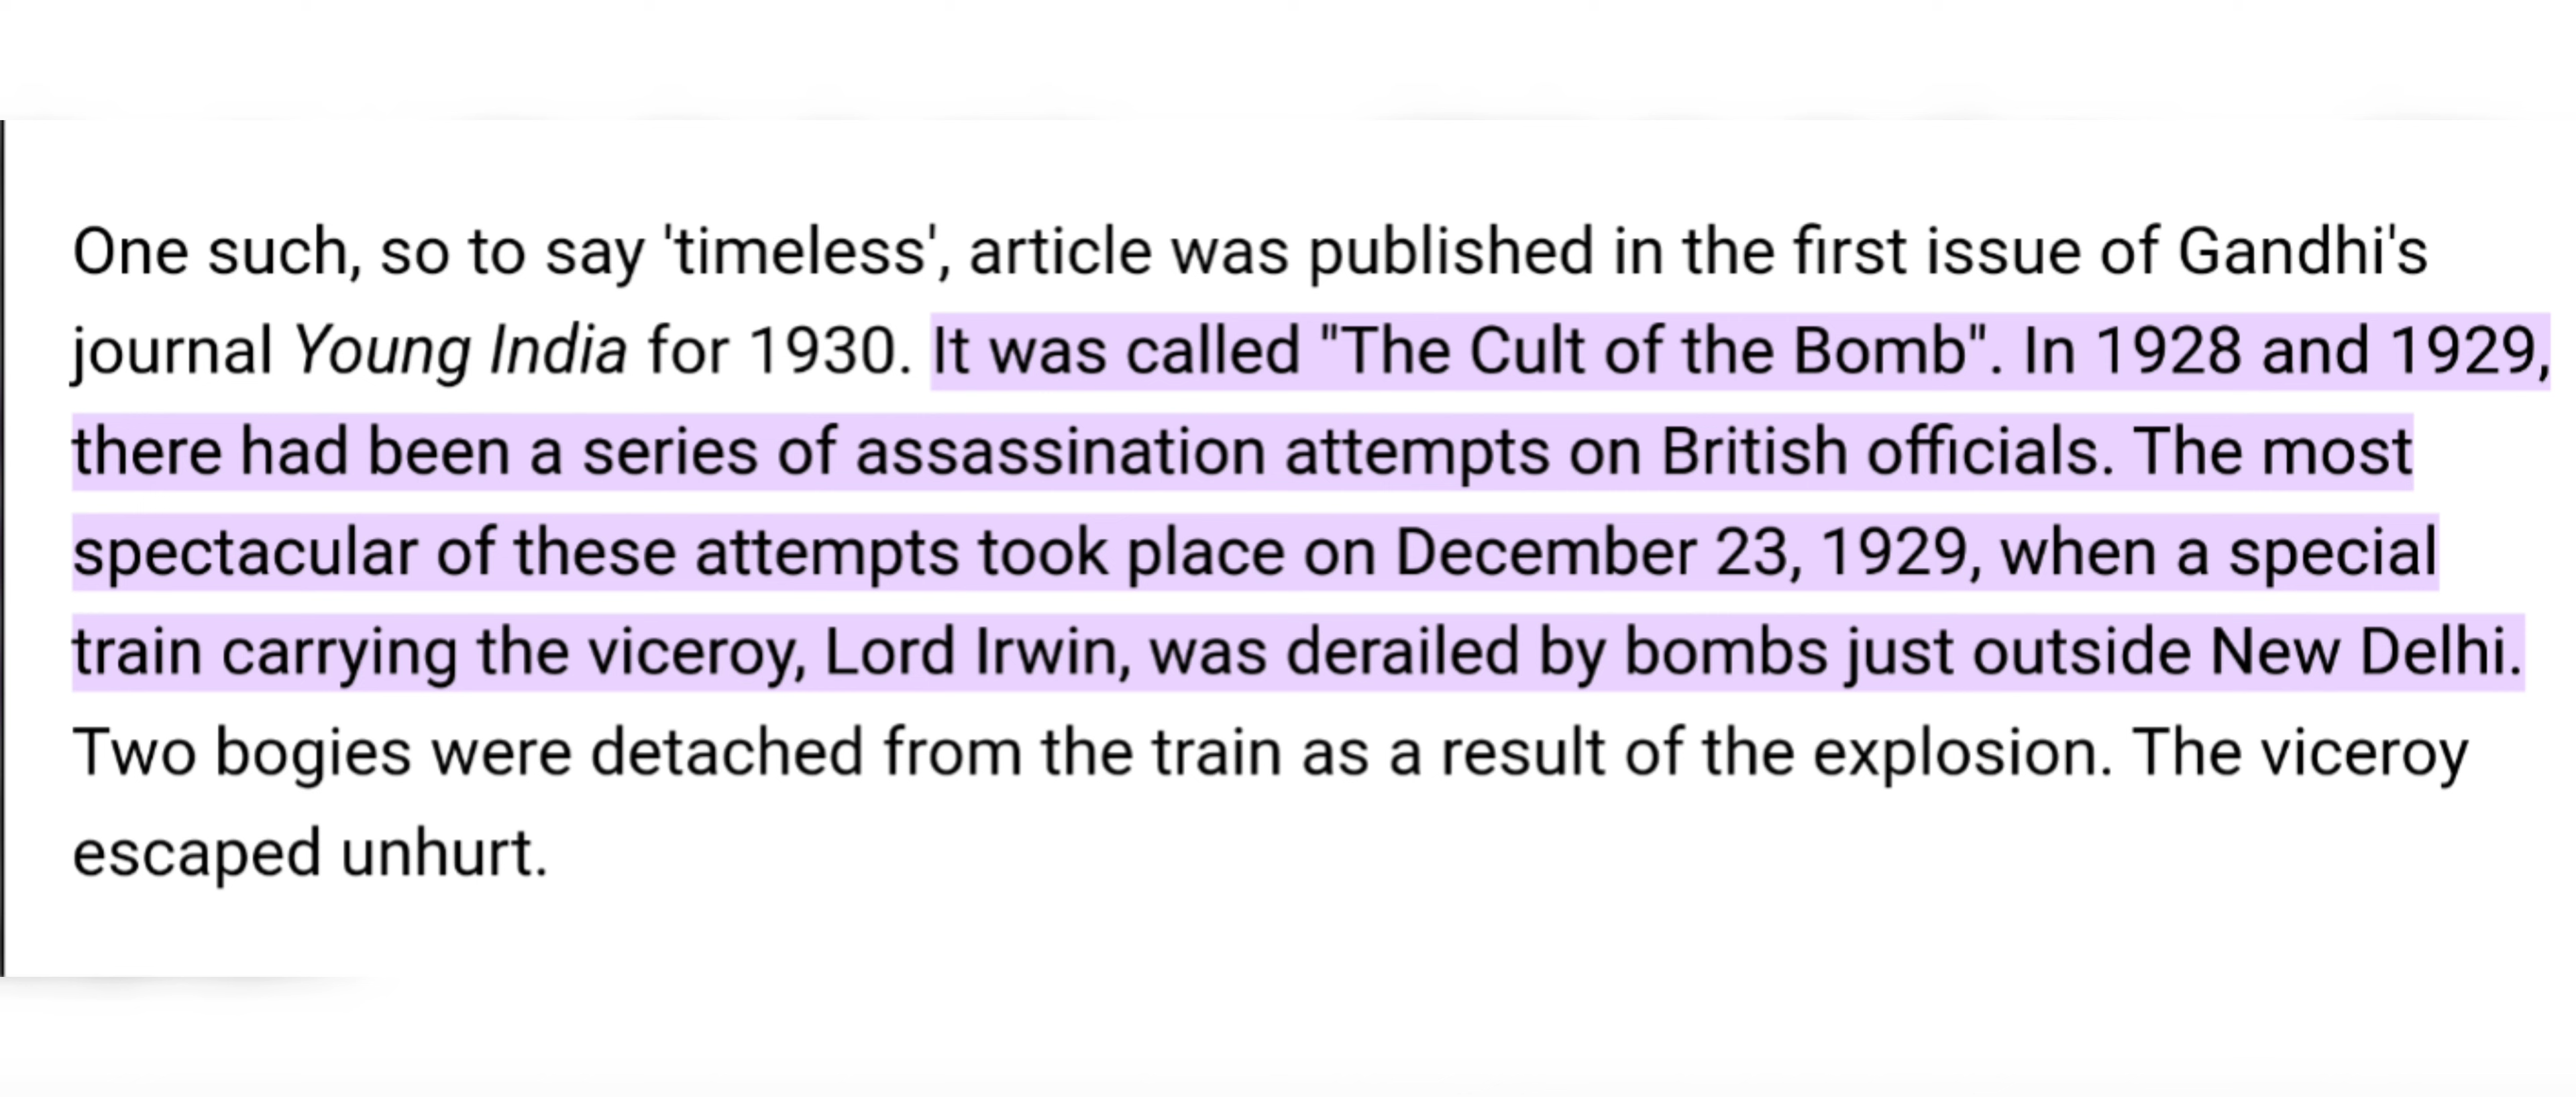 One such, so to say 'timeless', article was published in the first issue of Gandhi's
journal Young India for 1930. It was called "The Cult of the Bomb". In 1928 and 1929,
there had been a series of assassination attempts on British officials. The most
spectacular of these attempts took place on December 23, 1929, when a special
train carrying the viceroy, Lord Irwin, was derailed by bombs just outside New Delhi.
Two bogies were detached from the train as a result of the explosion. The viceroy
escaped unhurt.